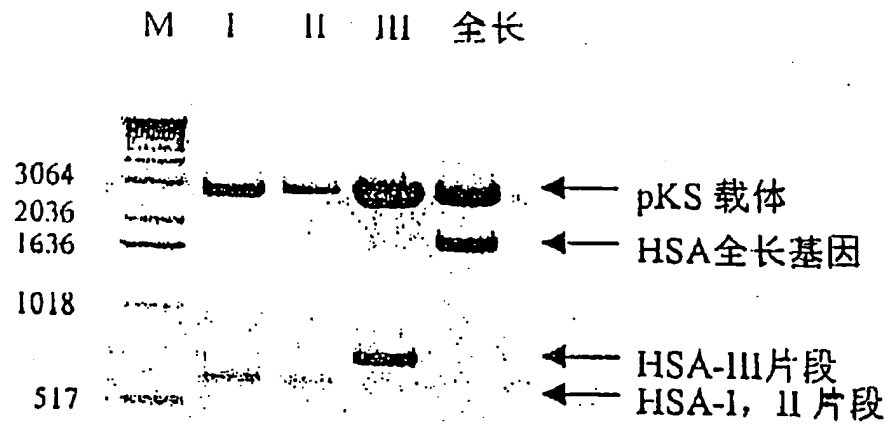 M I II III 全长
3064
2036
1636
1018
517
pKS 载体
HSA全长基因
HSA-III片段
HSA-I，II 片段